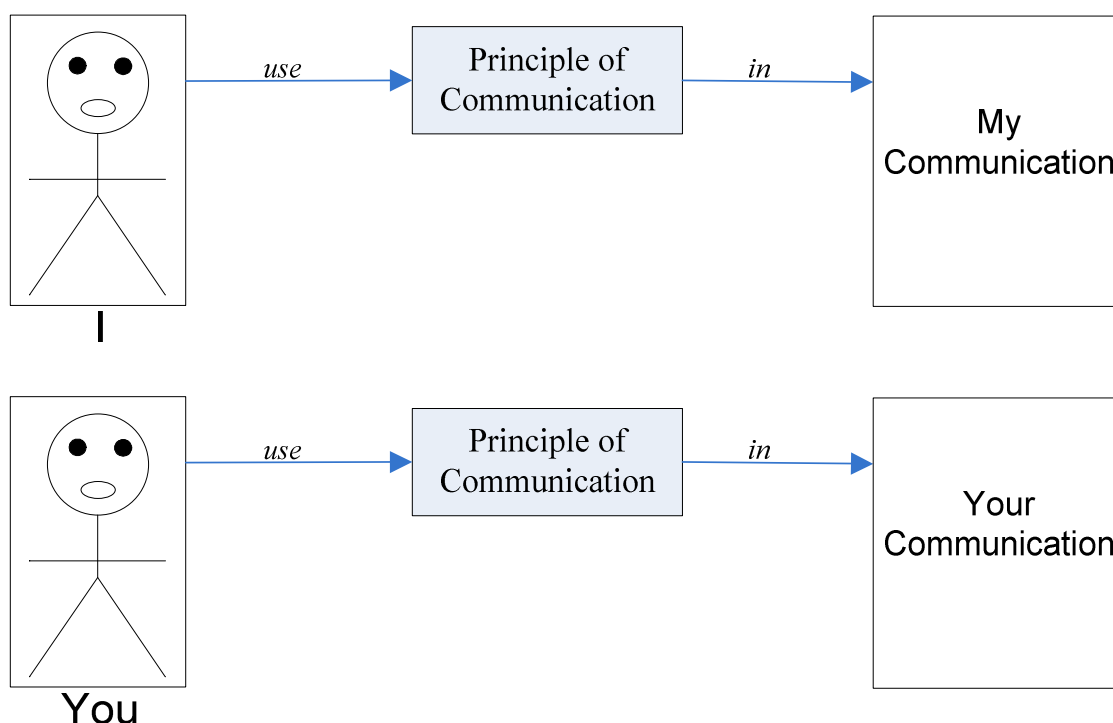 use
Principle of
Communication
in
My
Communication
I
use
Principle of
Communication
in
Your
Communication
You